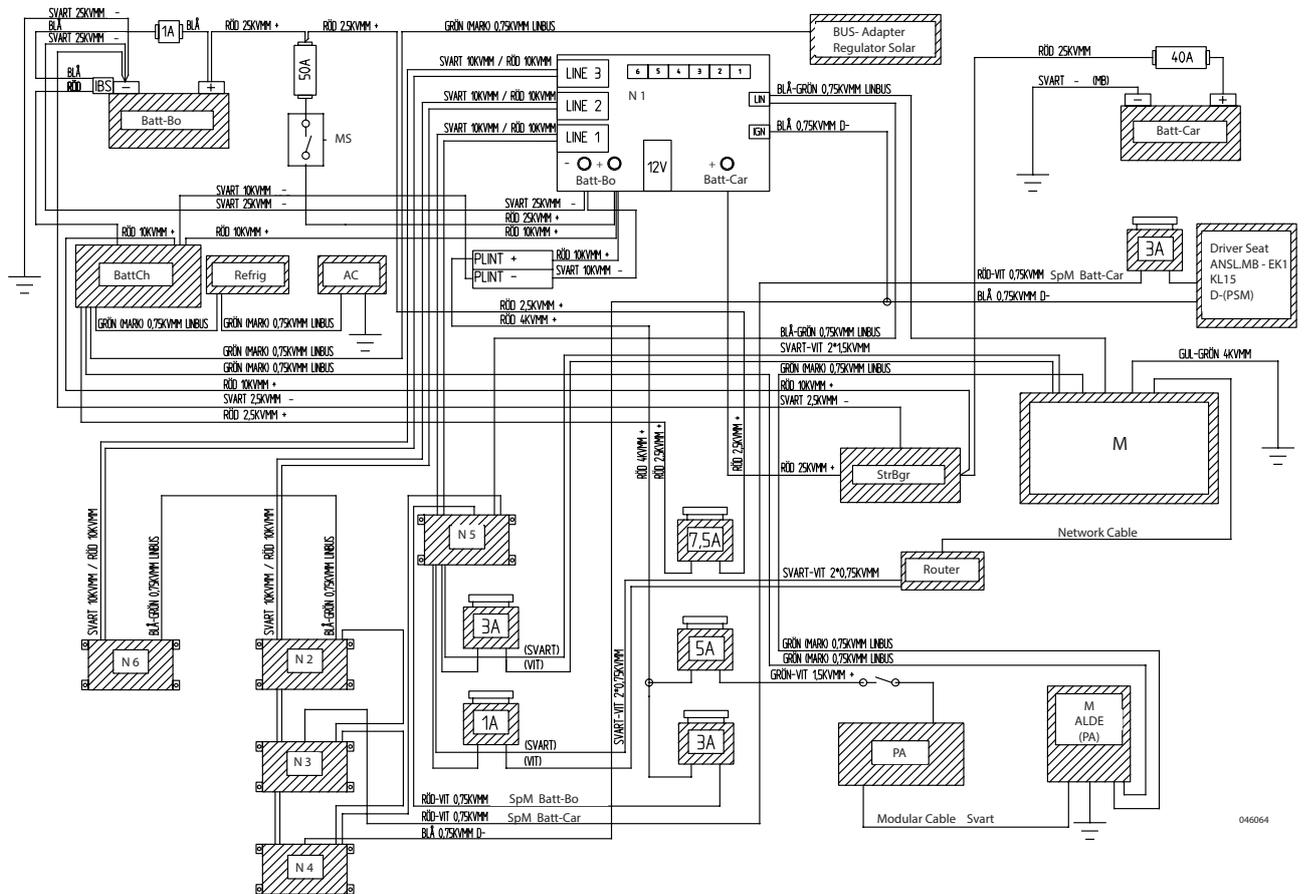 SVART 25KVMM -
BLÅ
SVART 25KVMM -
1A
BLÅ
RÖD 25KVMM +
RÖD 2,5KVMM +
GRÖN (MARK) 0,75KVMM LINBUS
BUS- Adapter
Regulator Solar
BLÅ
RÖD
IBS
-
+
Batt-Bo
50A
MS
SVART 10KVMM / RÖD 10KVMM
SVART 10KVMM / RÖD 10KVMM
SVART 10KVMM / RÖD 10KVMM
LINE 3
LINE 2
LINE 1
6 5 4 3 2 1
N 1
LIN
IGN
- +
Batt-Bo
12V
+
Batt-Car
BLÅ-GRÖN 0,75KVMM LINBUS
BLÅ 0,75KVMM D-
RÖD 25KVMM
40A
SVART - (MB)
-
+
Batt-Car
SVART 10KVMM -
SVART 25KVMM -
SVART 25KVMM -
RÖD 25KVMM +
RÖD 10KVMM +
RÖD 10KVMM +
RÖD 10KVMM +
BattCh
Refrig
AC
PLINT +
PLINT -
RÖD 10KVMM +
SVART 10KVMM -
3A
Driver Seat
ANSL.MB - EK1
KL15
D-(PSM)
RÖD-VIT 0,75KVMM SpM Batt-Car
BLÅ 0,75KVMM D-
GRÖN (MARK) 0,75KVMM LINBUS
GRÖN (MARK) 0,75KVMM LINBUS
RÖD 2,5KVMM +
RÖD 4KVMM +
BLÅ-GRÖN 0,75KVMM LINBUS
SVART-VIT 2*1,5KVMM
GRÖN (MARK) 0,75KVMM LINBUS
GRÖN (MARK) 0,75KVMM LINBUS
GRÖN (MARK) 0,75KVMM LINBUS
RÖD 10KVMM +
RÖD 10KVMM +
SVART 2,5KVMM -
SVART 2,5KVMM -
RÖD 2,5KVMM +
GUL-GRÖN 4KVMM
M
RÖD 4KVMM +
RÖD 2,5KVMM +
RÖD 2,5KVMM +
RÖD 25KVMM +
StrBgr
Network Cable
SVART 10KVMM / RÖD 10KVMM
BLÅ-GRÖN 0,75KVMM LINBUS
SVART 10KVMM / RÖD 10KVMM
BLÅ-GRÖN 0,75KVMM LINBUS
N 5
7,5A
SVART-VIT 2*0,75KVMM
Router
3A
(SVART)
(VIT)
SVART-VIT 2*0,75KVMM
5A
GRÖN (MARK) 0,75KVMM LINBUS
GRÖN (MARK) 0,75KVMM LINBUS
GRÖN-VIT 1,5KVMM +
N 6
N 2
1A
(SVART)
(VIT)
3A
PA
M
ALDE
(PA)
N 3
RÖD-VIT 0,75KVMM SpM Batt-Bo
RÖD-VIT 0,75KVMM SpM Batt-Car
BLÅ 0,75KVMM D-
Modular Cable Svart
046064
N 4